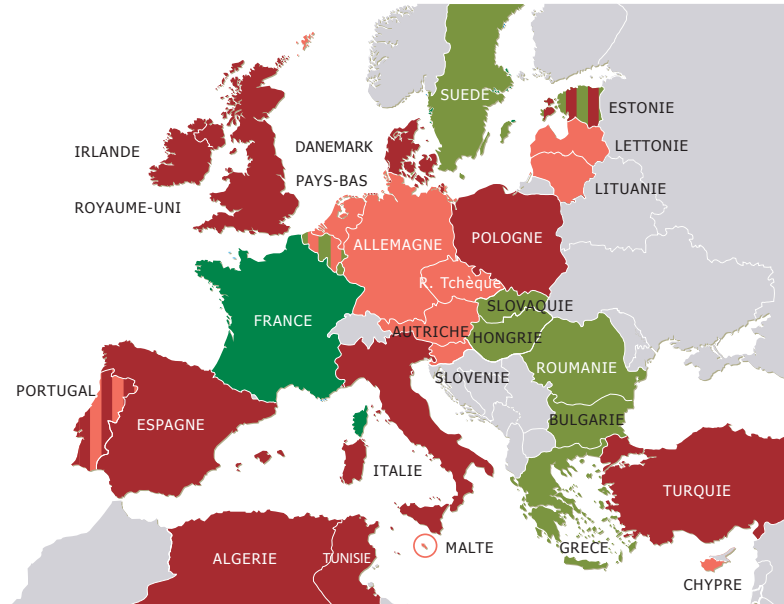 SUEDE
ESTONIE
IRLANDE
DANEMARK
LETTONIE
PAYS-BAS
LITUANIE
ROYAUME-UNI
ALLEMAGNE
POLOGNE
R. Tchèque
SLOVAQUIE
FRANCE
AUTRICHE
HONGRIE
ROUMANIE
SLOVENIE
PORTUGAL
ESPAGNE
BULGARIE
ITALIE
TURQUIE
MALTE
GRECE
ALGERIE
TUNISIE
CHYPRE